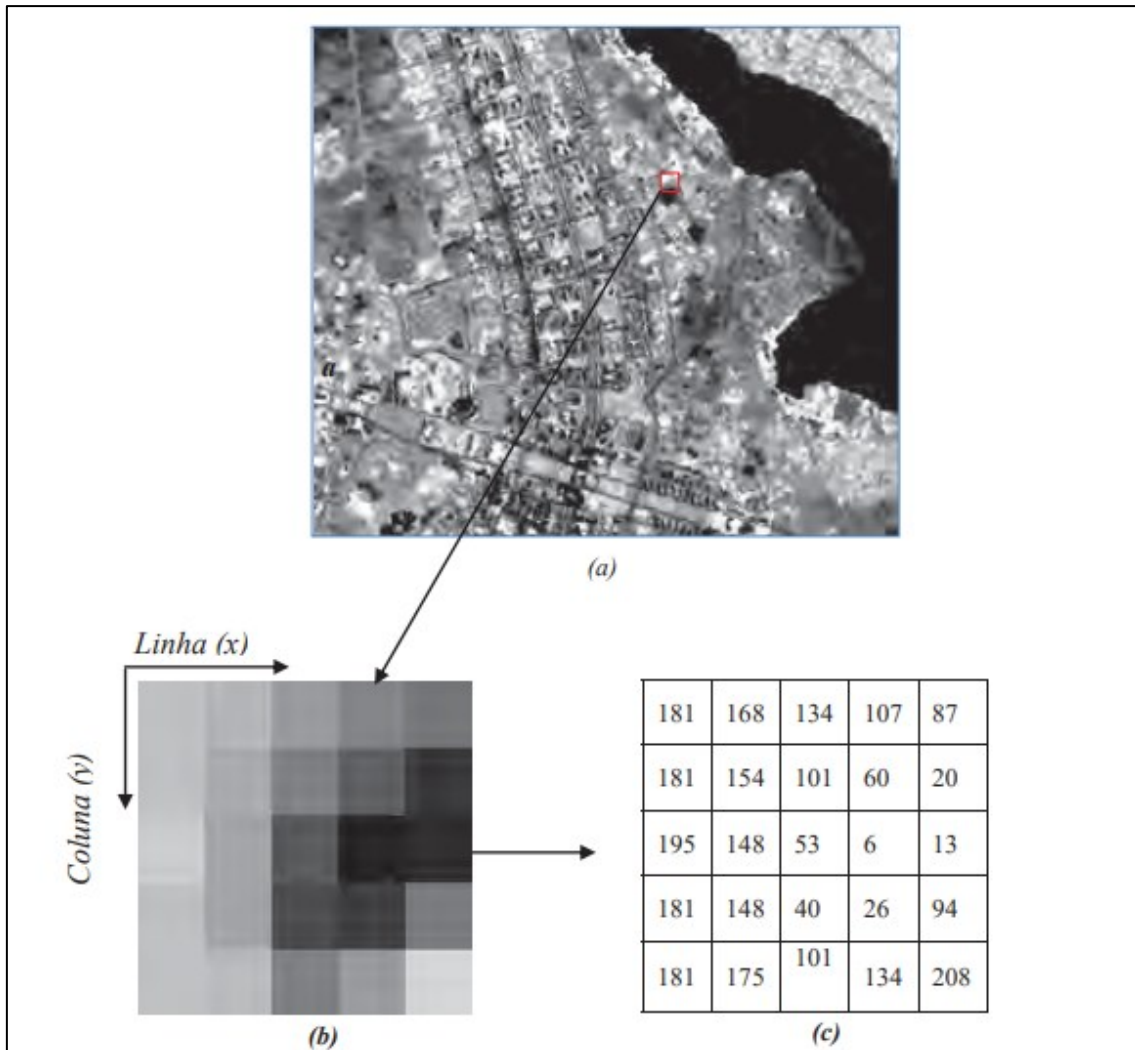 a
(a)
Linha (x)
Coluna (y)
181 168 134 107 87
181 154 101 60 20
195 148 53 6 13
181 148 40 26 94
181 175 101 134 208
(b)
(c)